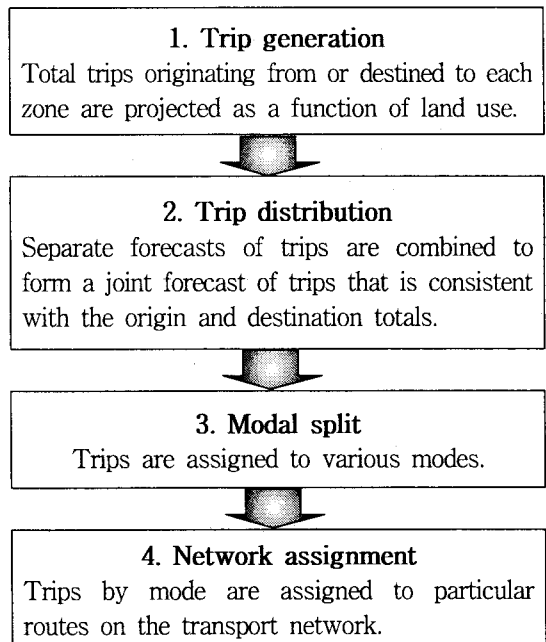 1. Trip generation
Total trips originating from or destined to each
zone are projected as a function of land use.
2. Trip distribution
Separate forecasts of trips are combined to
form a joint forecast of trips that is consistent
with the origin and destination totals.
3. Modal split
Trips are assigned to various modes.
4. Network assignment
Trips by mode are assigned to particular
routes on the transport network.